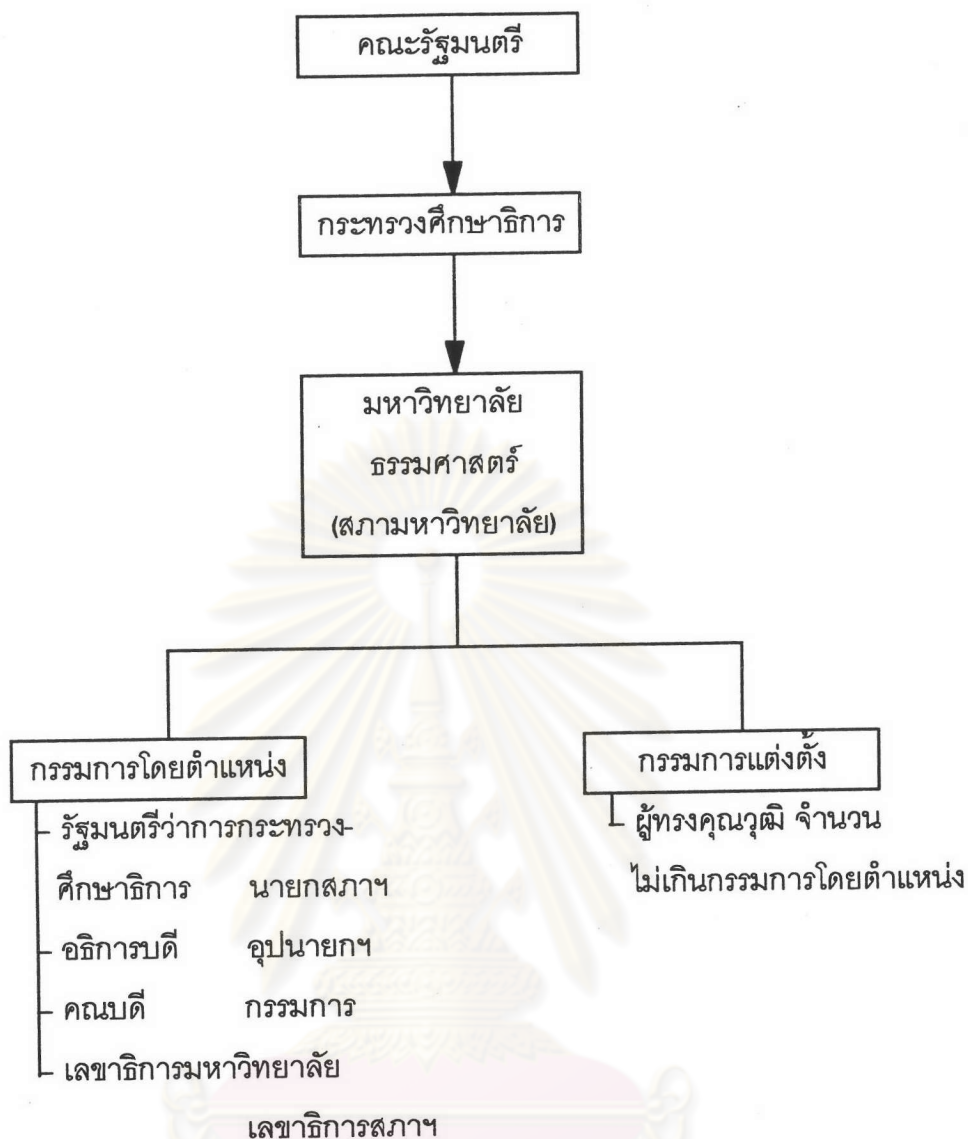 คณะรัฐมนตรี
กระทรวงศึกษาธิการ
มหาวิทยาลัย
ธรรมศาสตร์
(สภามหาวิทยาลัย)
กรรมการโดยตำแหน่ง
- รัฐมนตรีว่าการกระทรวง-
ศึกษาธิการ นายกสภาฯ
- อธิการบดี อุปนายกฯ
- คณบดี กรรมการ
- เลขาธิการมหาวิทยาลัย
เลขาธิการสภาฯ
กรรมการแต่งตั้ง
- ผู้ทรงคุณวุฒิ จำนวน
ไม่เกินกรรมการโดยตำแหน่ง